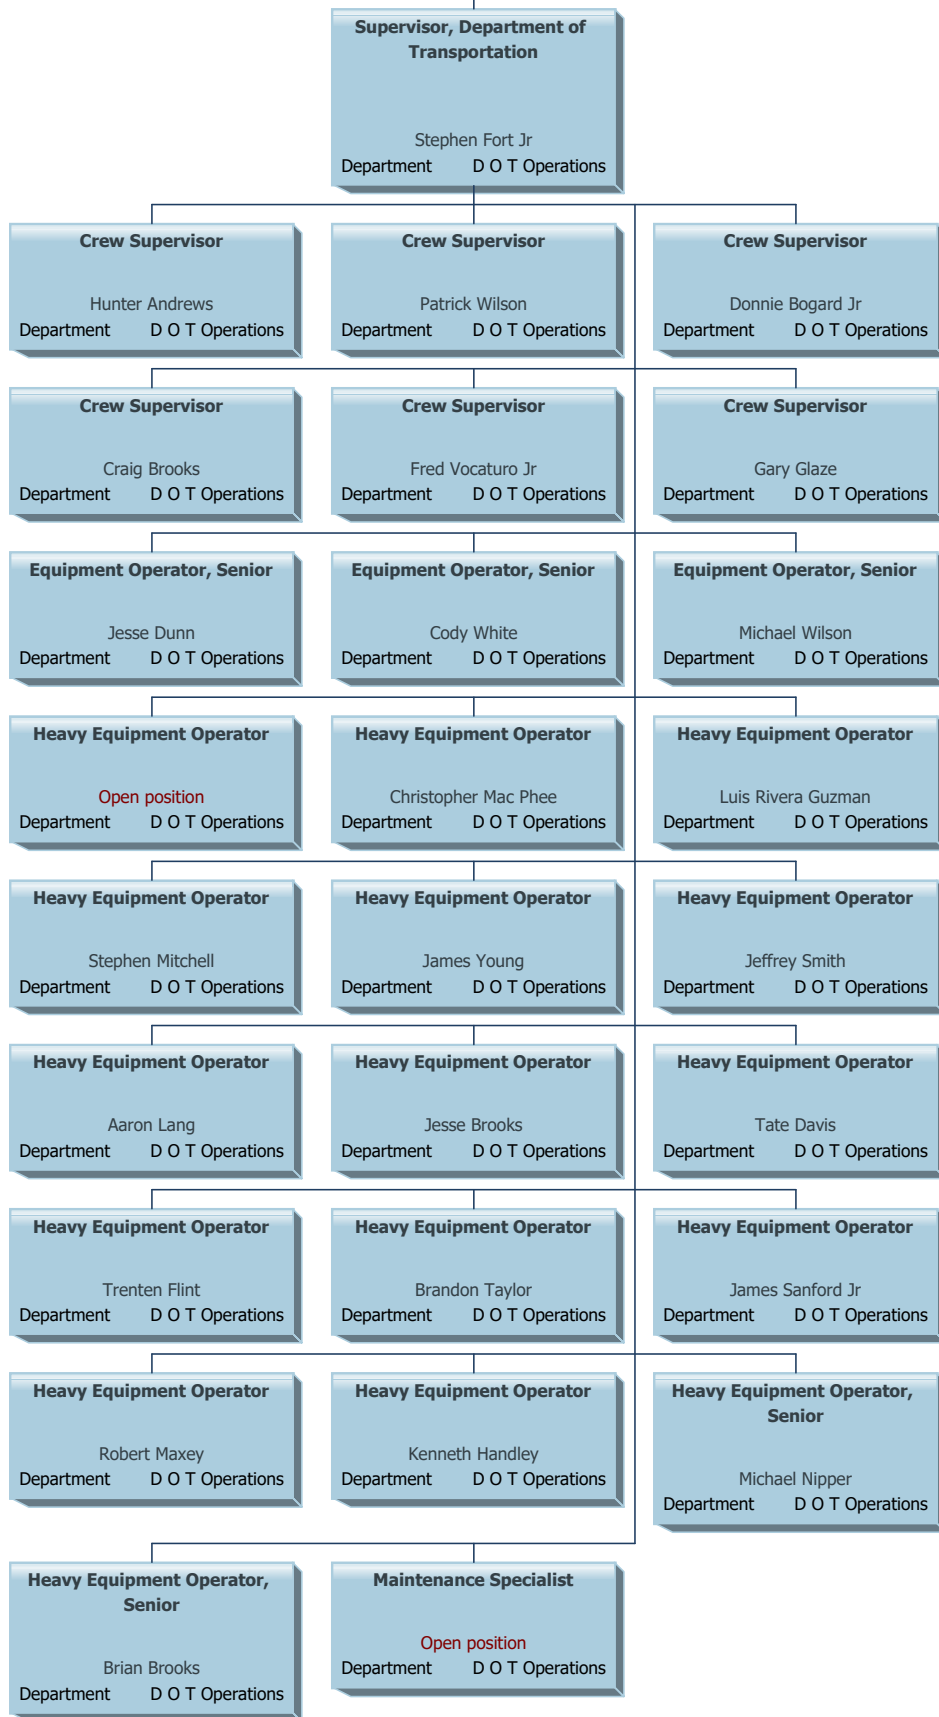 Supervisor, Department of
Transportation
Stephen Fort Jr
Department D O T Operations
Crew Supervisor
Hunter Andrews
Department D O T Operations
Crew Supervisor
Patrick Wilson
Department D O T Operations
Crew Supervisor
Donnie Bogard Jr
Department D O T Operations
Crew Supervisor
Craig Brooks
Department D O T Operations
Crew Supervisor
Fred Vocaturo Jr
Department D O T Operations
Crew Supervisor
Gary Glaze
Department D O T Operations
Equipment Operator, Senior
Jesse Dunn
Department D O T Operations
Equipment Operator, Senior
Cody White
Department D O T Operations
Equipment Operator, Senior
Michael Wilson
Department D O T Operations
Heavy Equipment Operator
Open position
Department D O T Operations
Heavy Equipment Operator
Christopher Mac Phee
Department D O T Operations
Heavy Equipment Operator
Luis Rivera Guzman
Department D O T Operations
Heavy Equipment Operator
Stephen Mitchell
Department D O T Operations
Heavy Equipment Operator
James Young
Department D O T Operations
Heavy Equipment Operator
Jeffrey Smith
Department D O T Operations
Heavy Equipment Operator
Aaron Lang
Department D O T Operations
Heavy Equipment Operator
Jesse Brooks
Department D O T Operations
Heavy Equipment Operator
Tate Davis
Department D O T Operations
Heavy Equipment Operator
Trenten Flint
Department D O T Operations
Heavy Equipment Operator
Brandon Taylor
Department D O T Operations
Heavy Equipment Operator
James Sanford Jr
Department D O T Operations
Heavy Equipment Operator
Robert Maxey
Department D O T Operations
Heavy Equipment Operator
Kenneth Handley
Department D O T Operations
Heavy Equipment Operator,
Senior
Michael Nipper
Department D O T Operations
Heavy Equipment Operator,
Senior
Brian Brooks
Department D O T Operations
Maintenance Specialist
Open position
Department D O T Operations